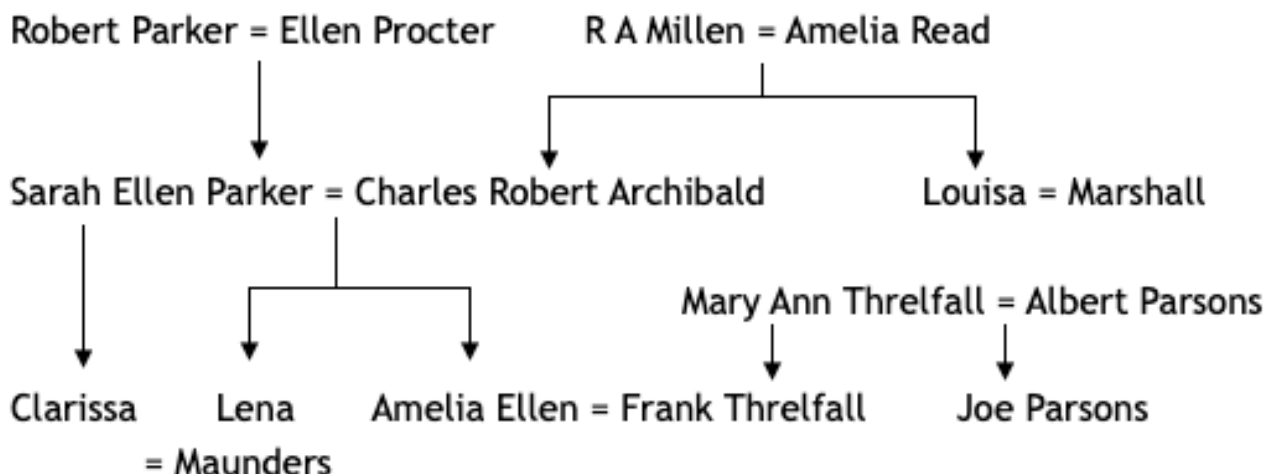 Robert Parker = Ellen Procter R A Millen = Amelia Read
Sarah Ellen Parker = Charles Robert Archibald Louisa = Marshall
Mary Ann Threlfall = Albert Parsons
Clarissa Lena Amelia Ellen = Frank Threlfall Joe Parsons
= Maunders